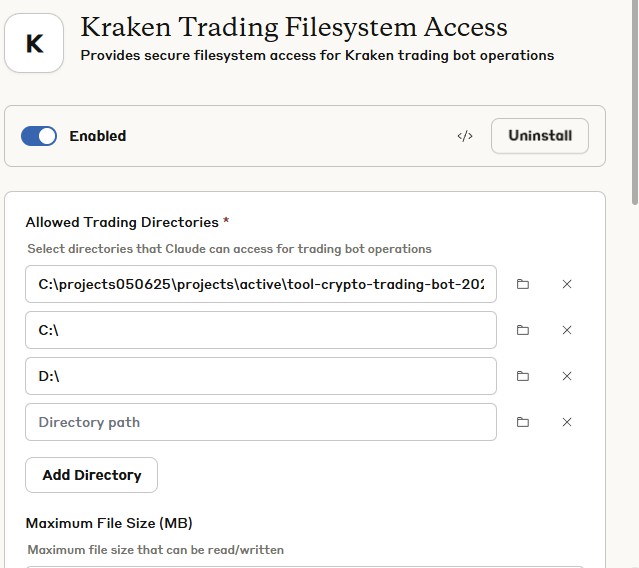 K
Kraken Trading Filesystem Access
Provides secure filesystem access for Kraken trading bot operations
Enabled
</>
Uninstall
Allowed Trading Directories *
Select directories that Claude can access for trading bot operations
C:\projects050625\projects\active\tool-crypto-trading-bot-202
C:\
D:\
Directory path
Add Directory
Maximum File Size (MB)
Maximum file size that can be read/written